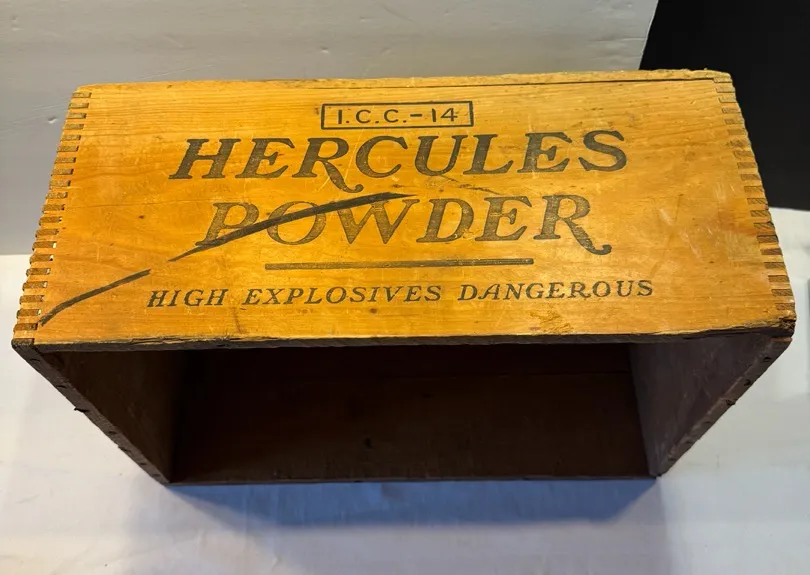 I.C.C.-14
HERCULES
POWDER
HIGH EXPLOSIVES DANGEROUS